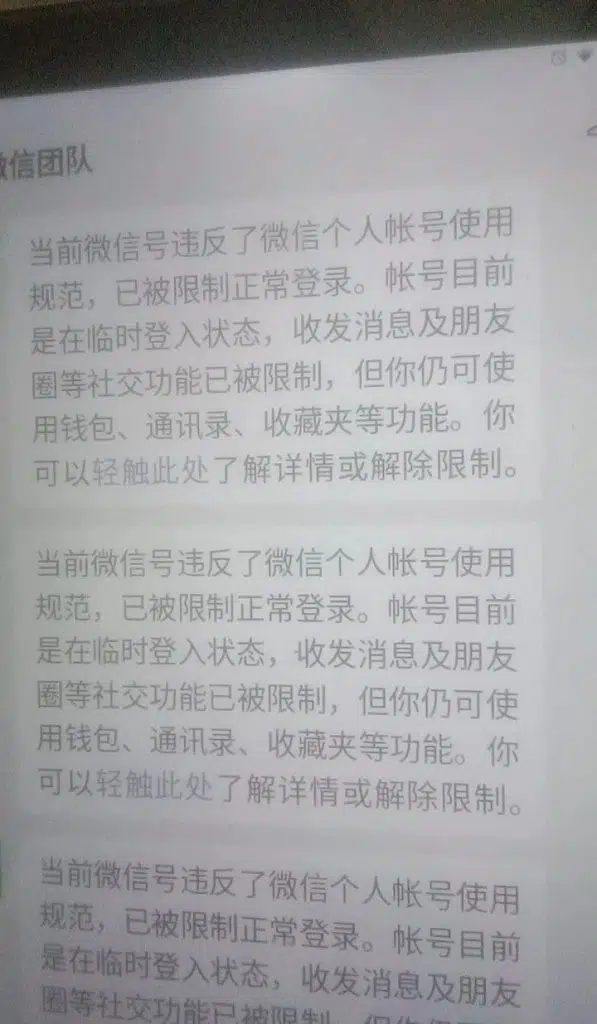 微信团队
当前微信号违反了微信个人帐号使用
规范，已被限制正常登录。帐号目前
是在临时登入状态，收发消息及朋友
圈等社交功能已被限制，但你仍可使
用钱包、通讯录、收藏夹等功能。你
可以轻触此处了解详情或解除限制。
当前微信号违反了微信个人帐号使用
规范，已被限制正常登录。帐号目前
是在临时登入状态，收发消息及朋友
圈等社交功能已被限制，但你仍可使
用钱包、通讯录、收藏夹等功能。你
可以轻触此处了解详情或解除限制。
当前微信号违反了微信个人帐号使用
规范，已被限制正常登录。帐号目前
是在临时登入状态，收发消息及朋友
圈等社交功能已被限制，但你仍